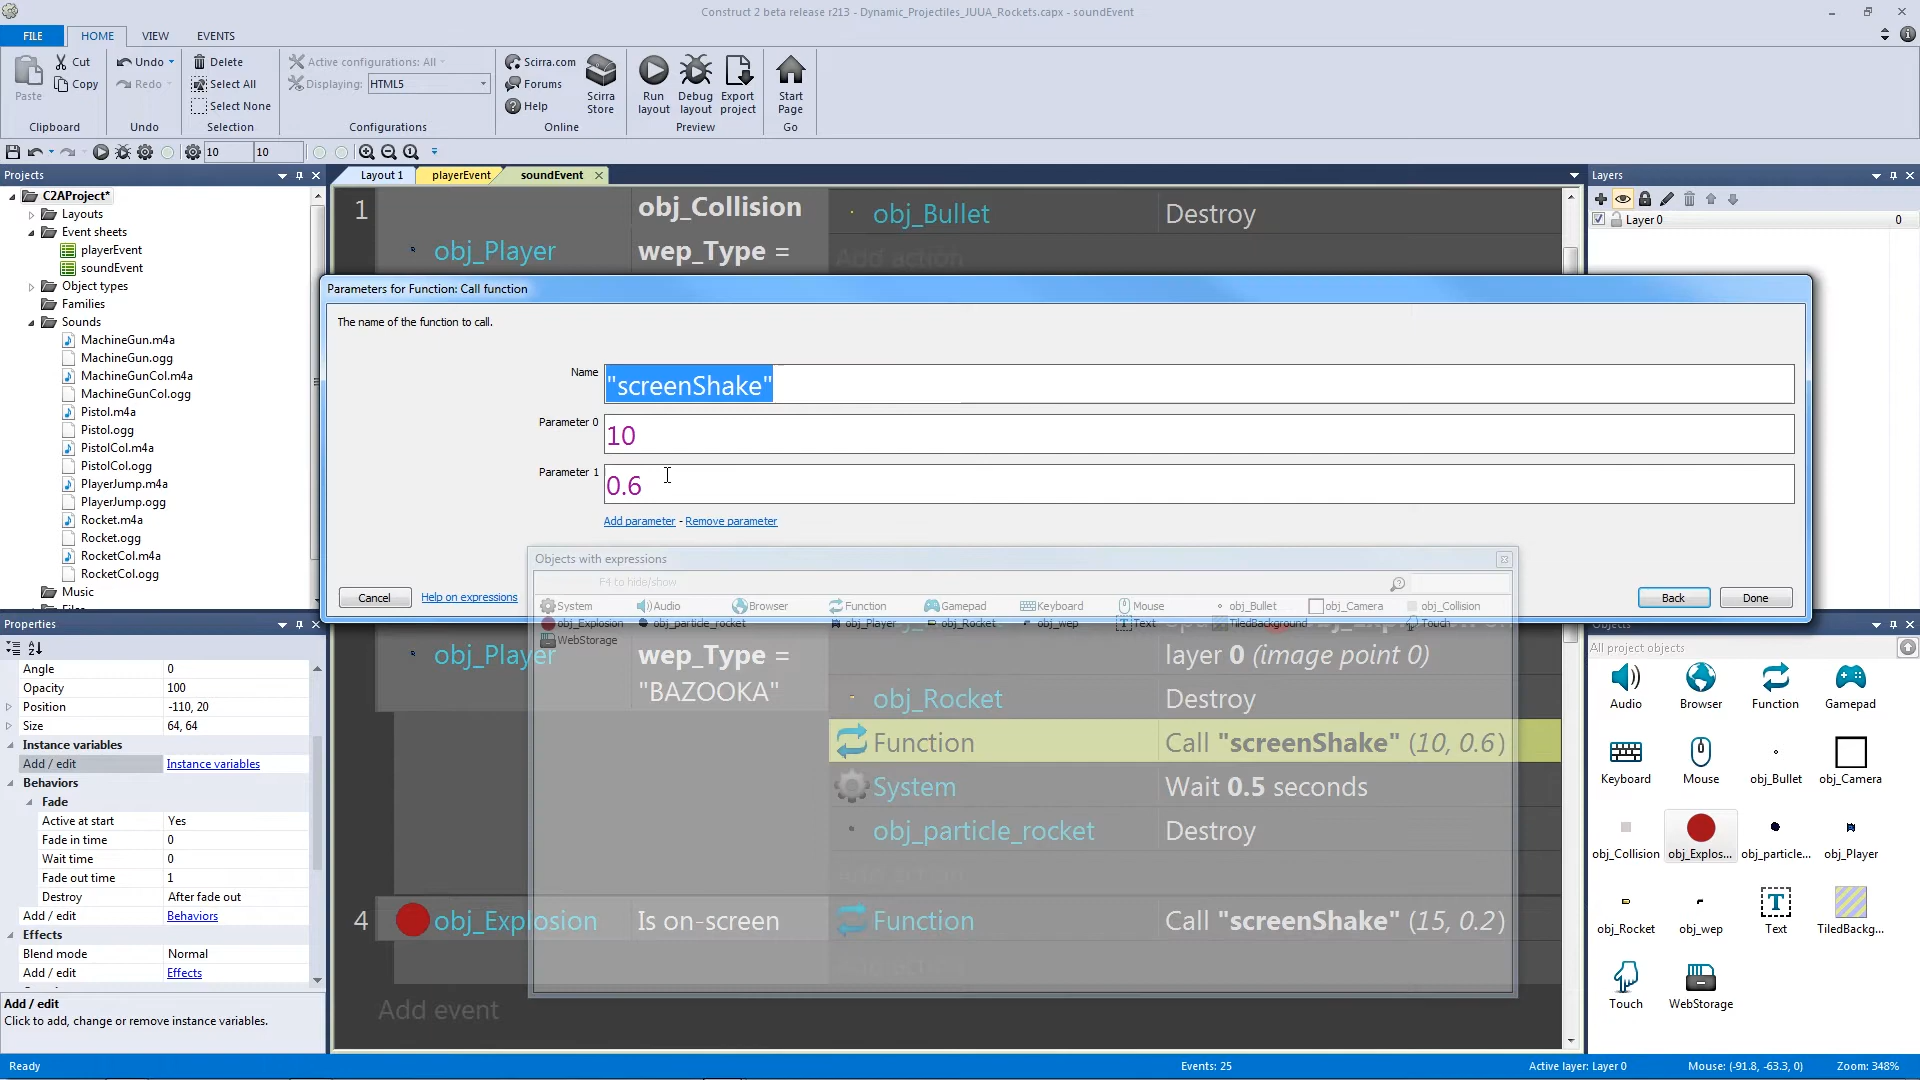 Construct 2 beta release r213 - Dynamic_Projectiles_JUUA_Rockets.capx - soundEvent
FILE
HOME
VIEW
EVENTS
Paste
Cut
Copy
Clipboard
Undo
Redo
Undo
Delete
Select All
Select None
Selection
Active configurations: All
Displaying:
HTML5
Configurations
Scirra.com
Forums
Help
Scirra Store
Online
Run layout
Debug layout
Export project
Preview
Start Page
Go
10
10
Projects
C2AProject*
Layouts
Event sheets
playerEvent
soundEvent
Object types
Families
Sounds
MachineGun.m4a
MachineGun.ogg
MachineGunCol.m4a
MachineGunCol.ogg
Pistol.m4a
Pistol.ogg
PistolCol.m4a
PistolCol.ogg
PlayerJump.m4a
PlayerJump.ogg
Rocket.m4a
Rocket.ogg
RocketCol.m4a
RocketCol.ogg
Music
Files
Properties
Angle 0
Opacity 100
Position -110, 20
Size 64, 64
Instance variables
Add / edit Instance variables
Behaviors
Fade
Active at start Yes
Fade in time 0
Wait time 0
Fade out time 1
Destroy After fade out
Add / edit Behaviors
Effects
Blend mode Normal
Add / edit Effects
Add / edit
Click to add, change or remove instance variables.
Layout 1
playerEvent
soundEvent
1
obj_Collision
obj_Bullet Destroy
obj_Player wep_Type =
Add action
Parameters for Function: Call function
The name of the function to call.
Name "screenShake"
Parameter 0 10
Parameter 1 0.6
Add parameter - Remove parameter
Cancel
Help on expressions
Back
Done
Objects with expressions
F4 to hide/show
System Audio Browser Function Gamepad Keyboard Mouse obj_Bullet obj_Camera obj_Collision
obj_Explosion obj_particle_rocket obj_Player obj_Rocket obj_wep Text TiledBackground Touch
WebStorage
obj_Player wep_Type =
"BAZOOKA"
layer 0 (image point 0)
obj_Rocket Destroy
Function Call "screenShake" (10, 0.6)
System Wait 0.5 seconds
obj_particle_rocket Destroy
Add action
4 obj_Explosion Is on-screen Function Call "screenShake" (15, 0.2)
Add action
Add event
Layers
Layer 0 0
Objects
All project objects
Audio
Browser
Function
Gamepad
Keyboard
Mouse
obj_Bullet
obj_Camera
obj_Collision
obj_Explos...
obj_particle...
obj_Player
obj_Rocket
obj_wep
Text
TiledBackg...
Touch
WebStorage
Ready
Events: 25
Active layer: Layer 0
Mouse: (-91.8, -63.3, 0)
Zoom: 348%